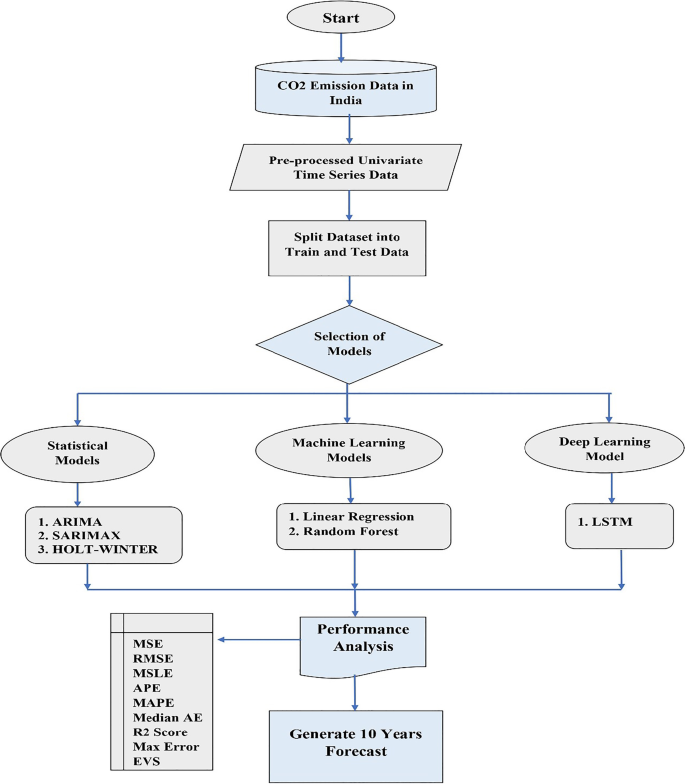 Start
CO2 Emission Data in
India
Pre-processed Univariate
Time Series Data
Split Dataset into
Train and Test Data
Selection of
Models
Statistical
Models
Machine Learning
Models
Deep Learning
Model
1. ARIMA
2. SARIMAX
3. HOLT-WINTER
1. Linear Regression
2. Random Forest
1. LSTM
Performance
Analysis
MSE
RMSE
MSLE
APE
MAPE
Median AE
R2 Score
Max Error
EVS
Generate 10 Years
Forecast